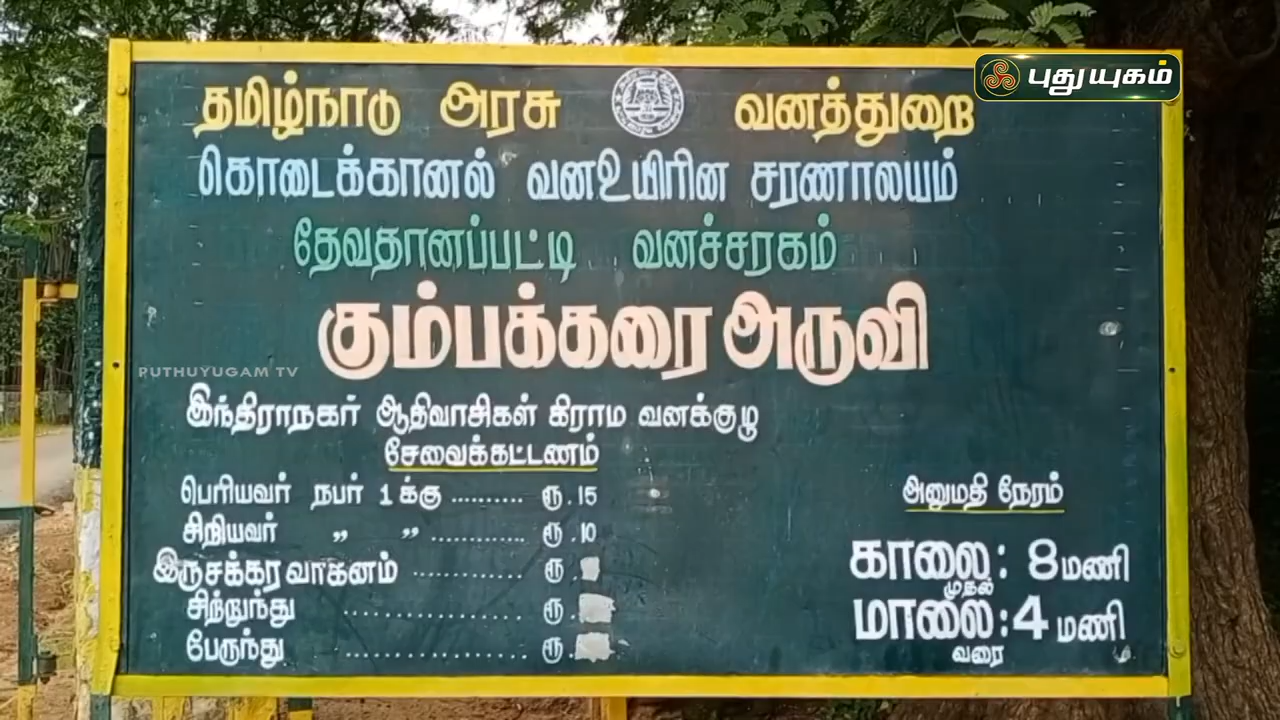 புதுயுகம்
தமிழ்நாடு அரசு வனத்துறை
கொடைக்கானல் வனஉயிரின சரணாலயம்
தேவதானப்பட்டி வனச்சரகம்
கும்பக்கரை அருவி
PUTHUYUGAM TV
இந்திராநகர் ஆதிவாசிகள் கிராம வனக்குழு
சேவைக்கட்டணம்
பெரியவர் நபர் 1க்கு .......... ரூ.15
சிறியவர் ,, ,, ............. ரூ.10
இருசக்கர வாகனம் ............ ரூ.
சிற்றுந்து .................... ரூ.
பேருந்து .................... ரூ.
அனுமதி நேரம்
காலை: 8மணி
முதல்
மாலை:4 மணி
வரை